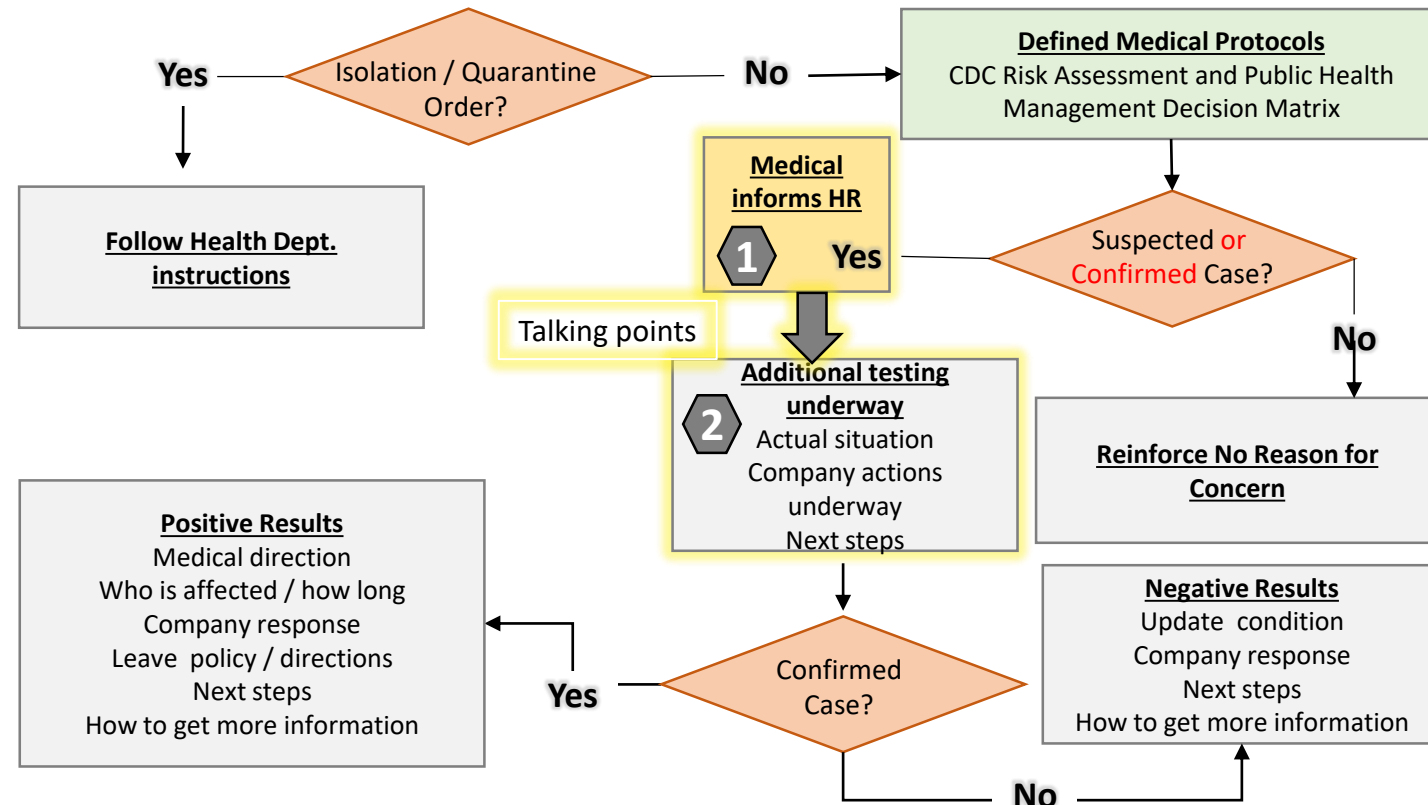 Yes
Isolation / Quarantine
Order?
No
Defined Medical Protocols
CDC Risk Assessment and Public Health
Management Decision Matrix
Follow Health Dept.
instructions
Medical
informs HR
1
Yes
Suspected or
Confirmed Case?
No
Talking points
Additional testing
underway
2
Actual situation
Company actions
underway
Next steps
Reinforce No Reason for
Concern
Positive Results
Medical direction
Who is affected / how long
Company response
Leave policy / directions
Next steps
How to get more information
Yes
Confirmed
Case?
No
Negative Results
Update condition
Company response
Next steps
How to get more information